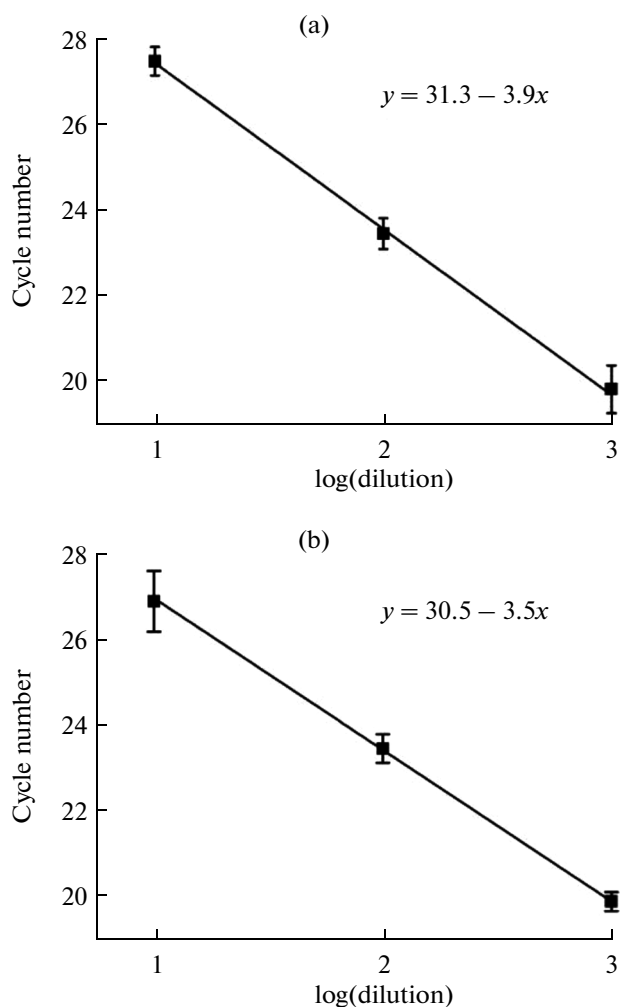 (a)
28
26
24
22
20
Cycle number
y = 31.3 – 3.9x
1 2 3
log(dilution)
(b)
28
26
24
22
20
Cycle number
y = 30.5 – 3.5x
1 2 3
log(dilution)